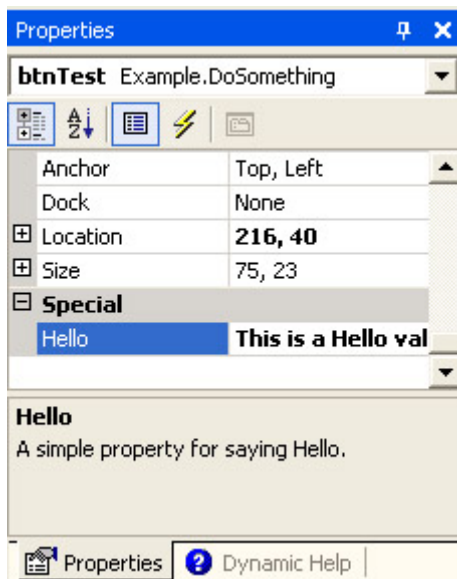 Properties
btnTest Example.DoSomething
Anchor Top, Left
Dock None
Location 216, 40
Size 75, 23
Special
Hello This is a Hello val
Hello
A simple property for saying Hello.
Properties Dynamic Help